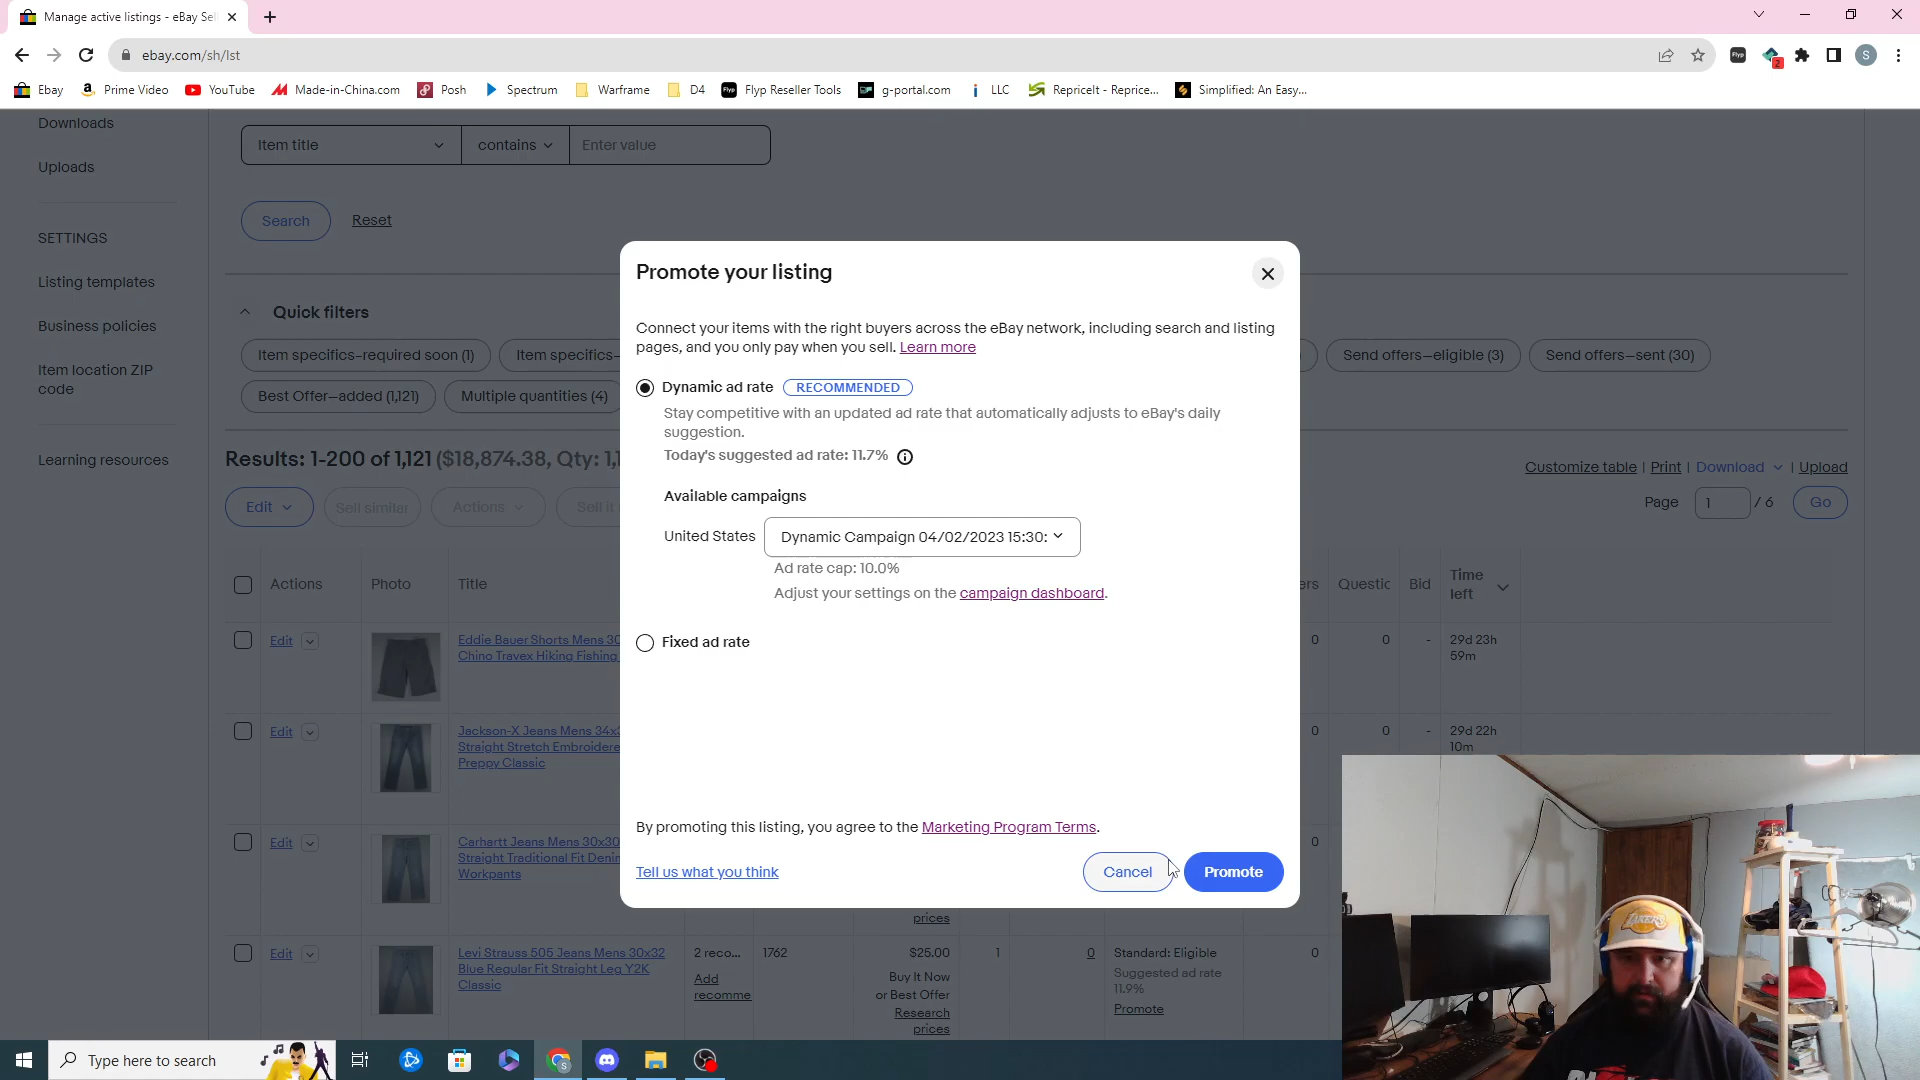 Manage active listings - eBay Sel
ebay.com/sh/lst
Flyp
2
S
Ebay
Prime Video
YouTube
Made-in-China.com
Posh
Spectrum
Warframe
D4
Flyp Reseller Tools
g-portal.com
LLC
RepriceIt - Reprice...
Simplified: An Easy...
Downloads
Uploads
SETTINGS
Listing templates
Business policies
Item location ZIP
code
Learning resources
Item title
contains
Enter value
Search
Reset
Quick filters
Item specifics–required soon (1)
Item specifics–
Send offers–eligible (3)
Send offers–sent (30)
Best Offer–added (1,121)
Multiple quantities (4)
Results: 1-200 of 1,121 ($18,874.38, Qty: 1,1
Customize table | Print | Download | Upload
Edit
Sell similar
Actions
Sell it
Page 1 / 6 Go
Actions
Photo
Title
ers
Questic
Bid
Time
left
Edit
Eddie Bauer Shorts Mens 30
Chino Travex Hiking Fishing
0
0
-
29d 23h
59m
Edit
Jackson-X Jeans Mens 34x3
Straight Stretch Embroidere
Preppy Classic
0
0
-
29d 22h
10m
Edit
Carhartt Jeans Mens 30x30
Straight Traditional Fit Denim
Workpants
0
prices
Edit
Levi Strauss 505 Jeans Mens 30x32
Blue Regular Fit Straight Leg Y2K
Classic
2 reco...
Add
recomme
1762
$25.00
Buy It Now
or Best Offer
Research
prices
1
0
Standard: Eligible
Suggested ad rate
11.9%
Promote
0
Promote your listing
Connect your items with the right buyers across the eBay network, including search and listing
pages, and you only pay when you sell. Learn more
Dynamic ad rate RECOMMENDED
Stay competitive with an updated ad rate that automatically adjusts to eBay's daily
suggestion.
Today's suggested ad rate: 11.7%
Available campaigns
United States Dynamic Campaign 04/02/2023 15:30:
Ad rate cap: 10.0%
Adjust your settings on the campaign dashboard.
Fixed ad rate
By promoting this listing, you agree to the Marketing Program Terms.
Tell us what you think
Cancel
Promote
LAKERS
Type here to search